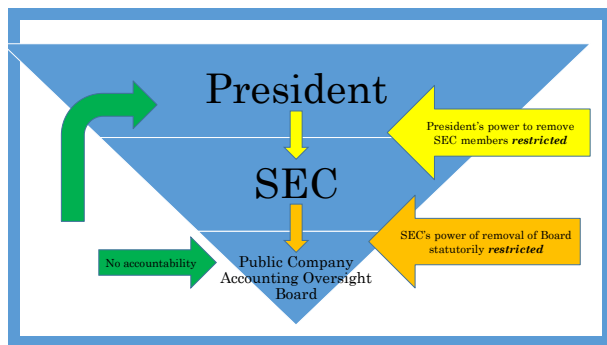 President
President's power to remove
SEC members restricted
SEC
SEC's power of removal of Board
statutorily restricted
No accountability
Public Company
Accounting Oversight
Board